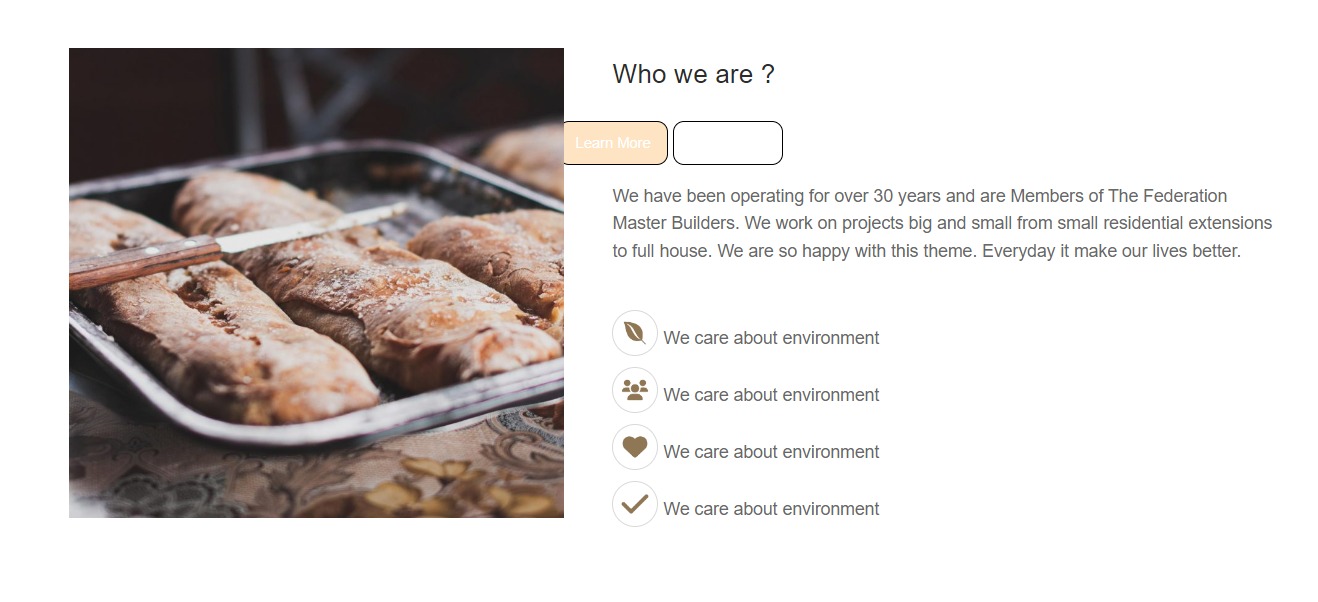 Who we are ?
Learn More
We have been operating for over 30 years and are Members of The Federation
Master Builders. We work on projects big and small from small residential extensions
to full house. We are so happy with this theme. Everyday it make our lives better.
We care about environment
We care about environment
We care about environment
We care about environment